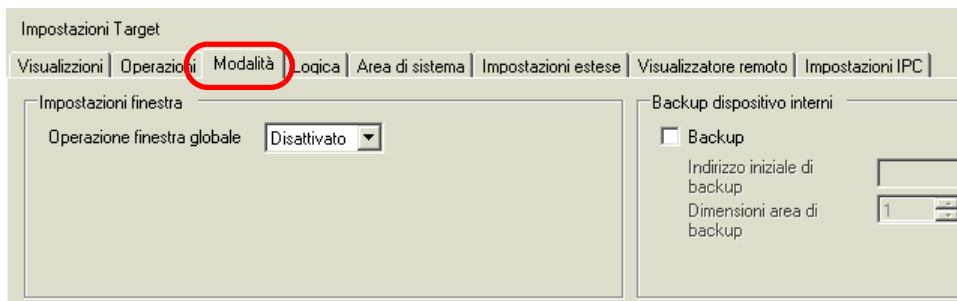 Impostazioni Target
Visualizzioni Operazioni Modalità Logica Area di sistema Impostazioni estese Visualizzatore remoto Impostazioni IPC
Impostazioni finestra
Operazione finestra globale Disattivato
Backup dispositivo interni
Backup
Indirizzo iniziale di
backup
Dimensioni area di
backup
1